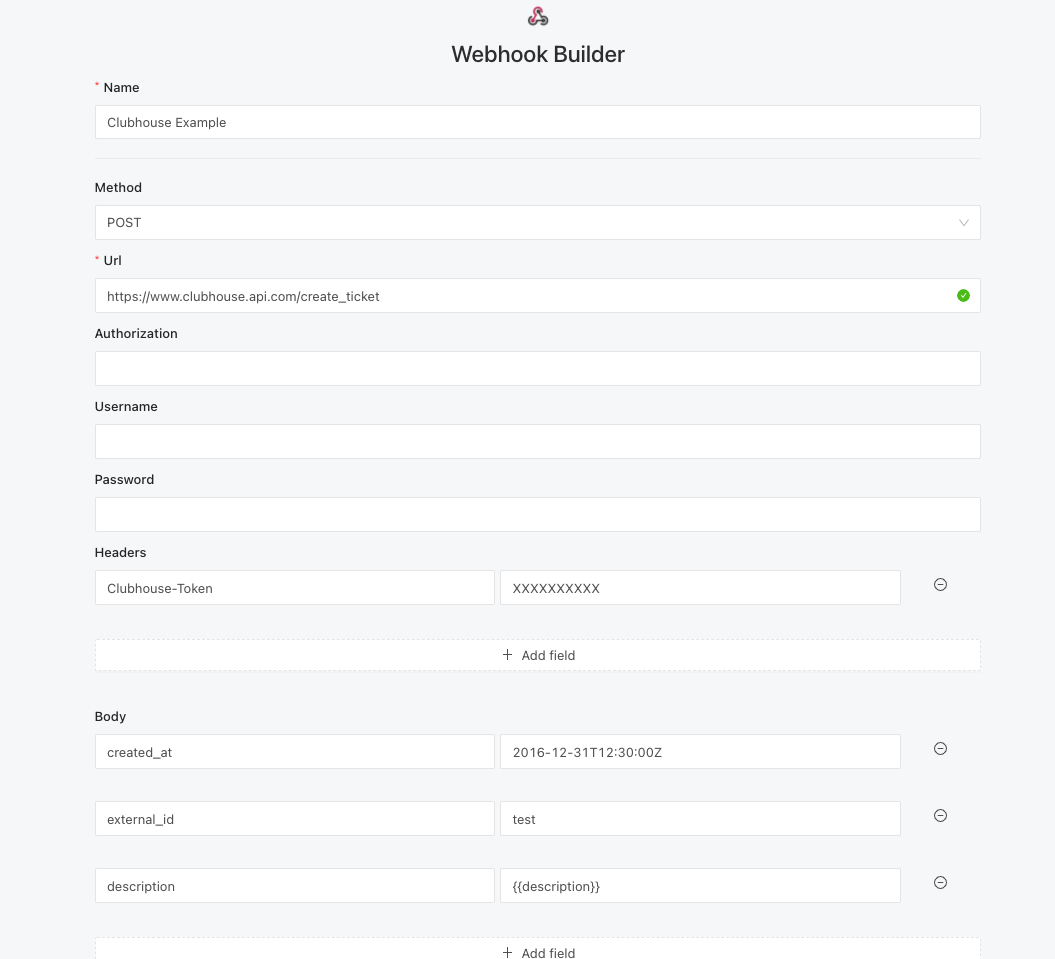 Webhook Builder
* Name
Clubhouse Example
Method
POST
* Url
https://www.clubhouse.api.com/create_ticket
Authorization
Username
Password
Headers
Clubhouse-Token XXXXXXXXXX
+ Add field
Body
created_at 2016-12-31T12:30:00Z
external_id test
description {{description}}
+ Add field